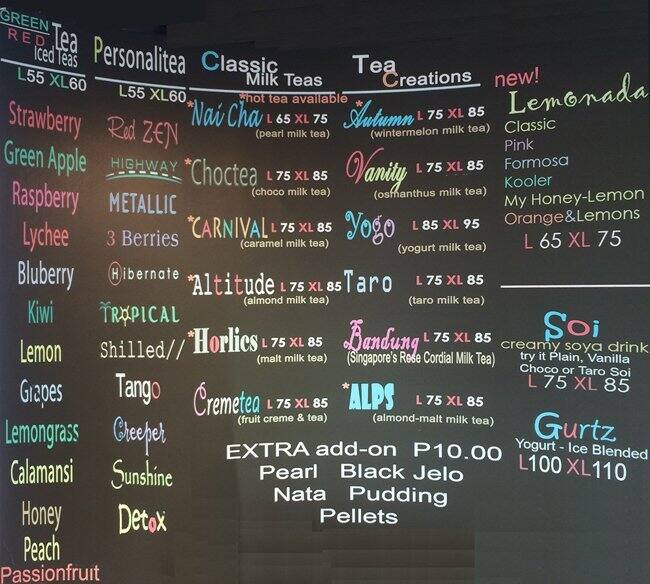 GREEN
RED Tea
Iced Teas
L55 XL60
Strawberry
Green Apple
Raspberry
Lychee
Bluberry
Kiwi
Lemon
Grapes
Lemongrass
Calamansi
Honey
Peach
Passionfruit
Personalitea
L55 XL60
Red ZEN
HIGHWAY
METALLIC
3 Berries
Hibernate
TROPICAL
Shilled//
Tango
Creeper
Sunshine
Detox
Classic
Milk Teas
*hot tea available
*Nai Cha L 65 XL 75
(pearl milk tea)
*Choctea L 75 XL 85
(choco milk tea)
*CARNIVAL L 75 XL 85
(caramel milk tea)
*Altitude L 75 XL 85
(almond milk tea)
*Horlics L 75 XL 85
(malt milk tea)
Cremetea L 75 XL 85
(fruit creme & tea)
Tea
Creations
*Autumn L 75 XL 85
(wintermelon milk tea)
Vanity L 75 XL 85
(osmanthus milk tea)
Yogo L 85 XL 95
(yogurt milk tea)
Taro L 75 XL 85
(taro milk tea)
Bandung L 75 XL 85
(Singapore's Rose Cordial Milk Tea)
*ALPS L 75 XL 85
(almond-malt milk tea)
EXTRA add-on P10.00
Pearl Black Jelo
Nata Pudding
Pellets
new!
Lemonada
Classic
Pink
Formosa
Kooler
My Honey-Lemon
Orange&Lemons
L 65 XL 75
Soi
creamy soya drink
try it Plain, Vanilla
Choco or Taro Soi
L 75 XL 85
Gurtz
Yogurt - Ice Blended
L100 XL110